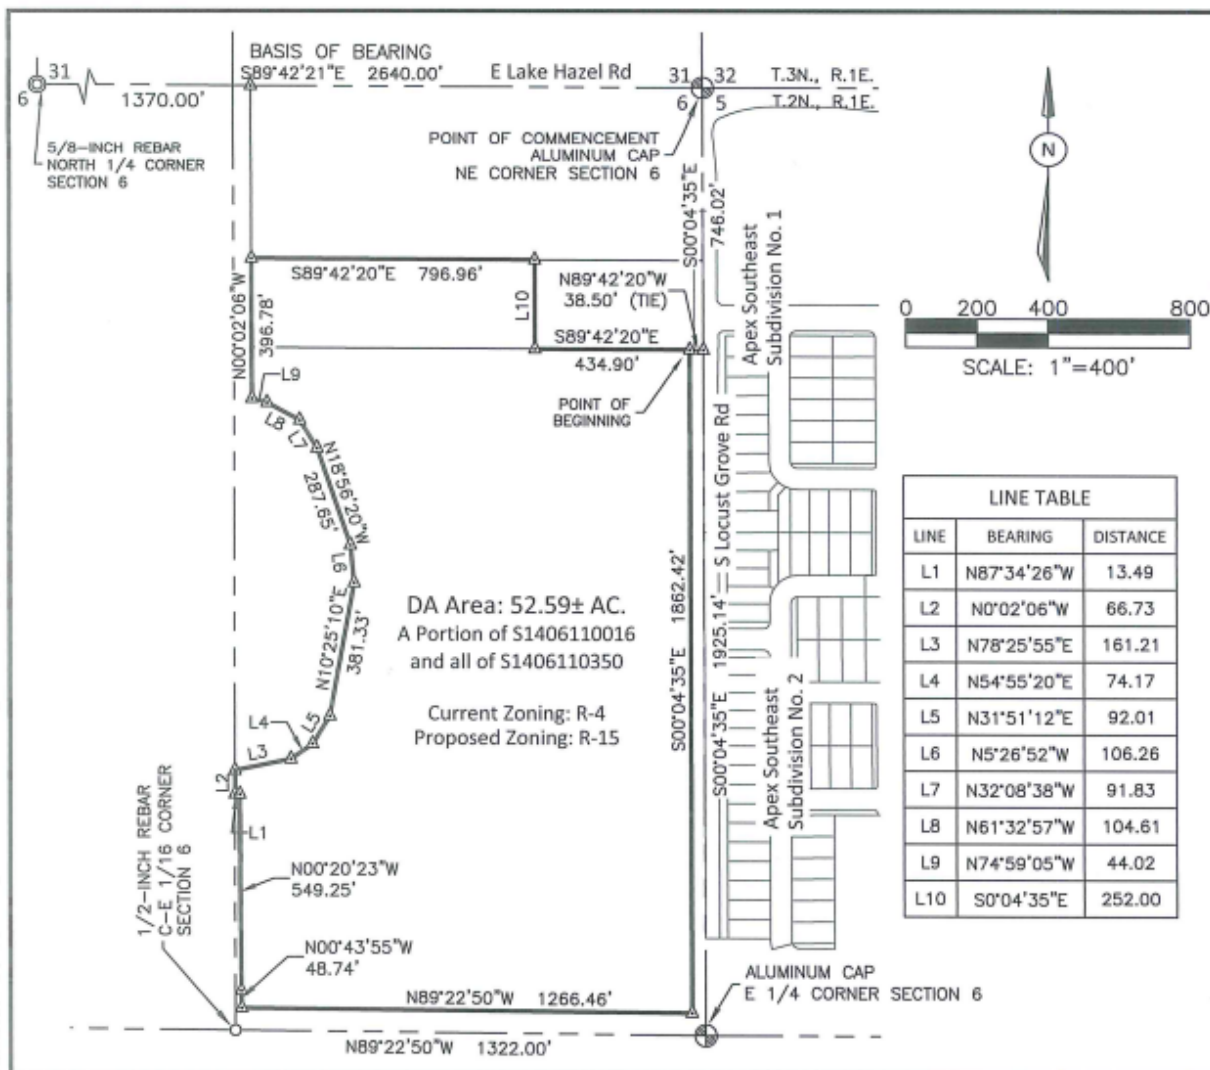 BASIS OF BEARING
S89°42'21"E 2640.00'
E Lake Hazel Rd
31
6
1370.00'
31 32
6 5
T.3N., R.1E.
T.2N., R.1E.
5/8-INCH REBAR
NORTH 1/4 CORNER
SECTION 6
POINT OF COMMENCEMENT
ALUMINUM CAP
NE CORNER SECTION 6
S00°04'35"E
746.02'
N
S89°42'20"E 796.96'
N00°02'06"W
396.78'
L10
N89°42'20"W
38.50' (TIE)
S89°42'20"E
434.90'
POINT OF
BEGINNING
Apex Southeast
Subdivision No. 1
0 200 400 800
SCALE: 1"=400'
L9
L8
L7
N18°56'20"W
287.65'
L6
N10°25'10"E
381.33'
L5
L4
L3
L2
L1
DA Area: 52.59± AC.
A Portion of S1406110016
and all of S1406110350
Current Zoning: R-4
Proposed Zoning: R-15
S00°04'35"E 1862.42'
S00°04'35"E 1925.14'
S Locust Grove Rd
Apex Southeast
Subdivision No. 2
LINE TABLE
LINE BEARING DISTANCE
L1 N87°34'26"W 13.49
L2 N0°02'06"W 66.73
L3 N78°25'55"E 161.21
L4 N54°55'20"E 74.17
L5 N31°51'12"E 92.01
L6 N5°26'52"W 106.26
L7 N32°08'38"W 91.83
L8 N61°32'57"W 104.61
L9 N74°59'05"W 44.02
L10 S0°04'35"E 252.00
1/2-INCH REBAR
C-E 1/16 CORNER
SECTION 6
N00°20'23"W
549.25'
N00°43'55"W
48.74'
N89°22'50"W 1266.46'
ALUMINUM CAP
E 1/4 CORNER SECTION 6
N89°22'50"W 1322.00'